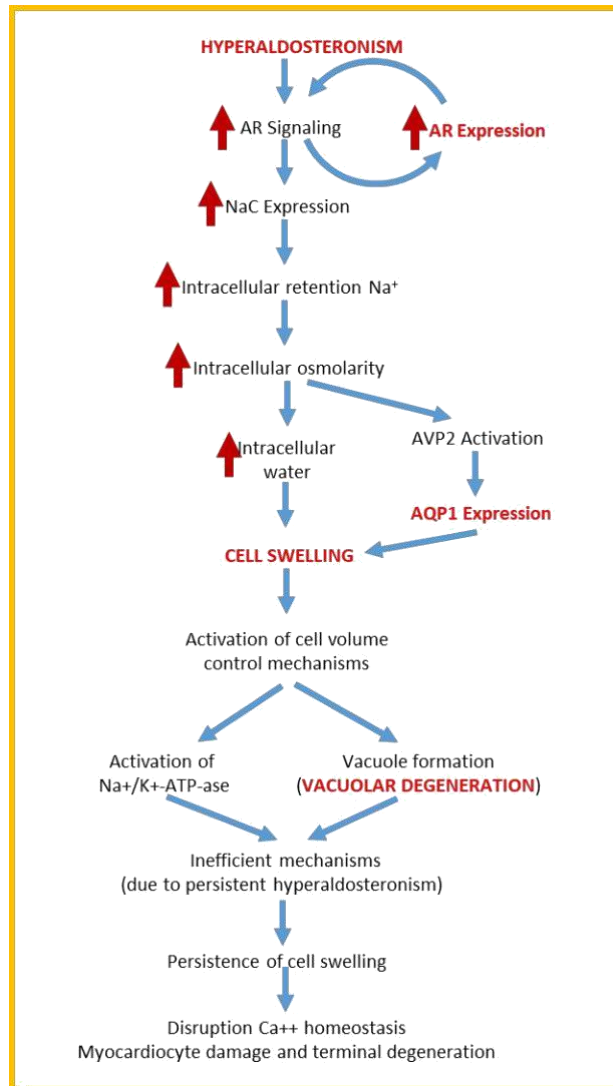 HYPERALDOSTERONISM
AR Signaling
AR Expression
NaC Expression
Intracellular retention Na⁺
Intracellular osmolarity
Intracellular
water
AVP2 Activation
AQP1 Expression
CELL SWELLING
Activation of cell volume
control mechanisms
Activation of
Na+/K+-ATP-ase
Vacuole formation
(VACUOLAR DEGENERATION)
Inefficient mechanisms
(due to persistent hyperaldosteronism)
Persistence of cell swelling
Disruption Ca++ homeostasis
Myocardiocyte damage and terminal degeneration